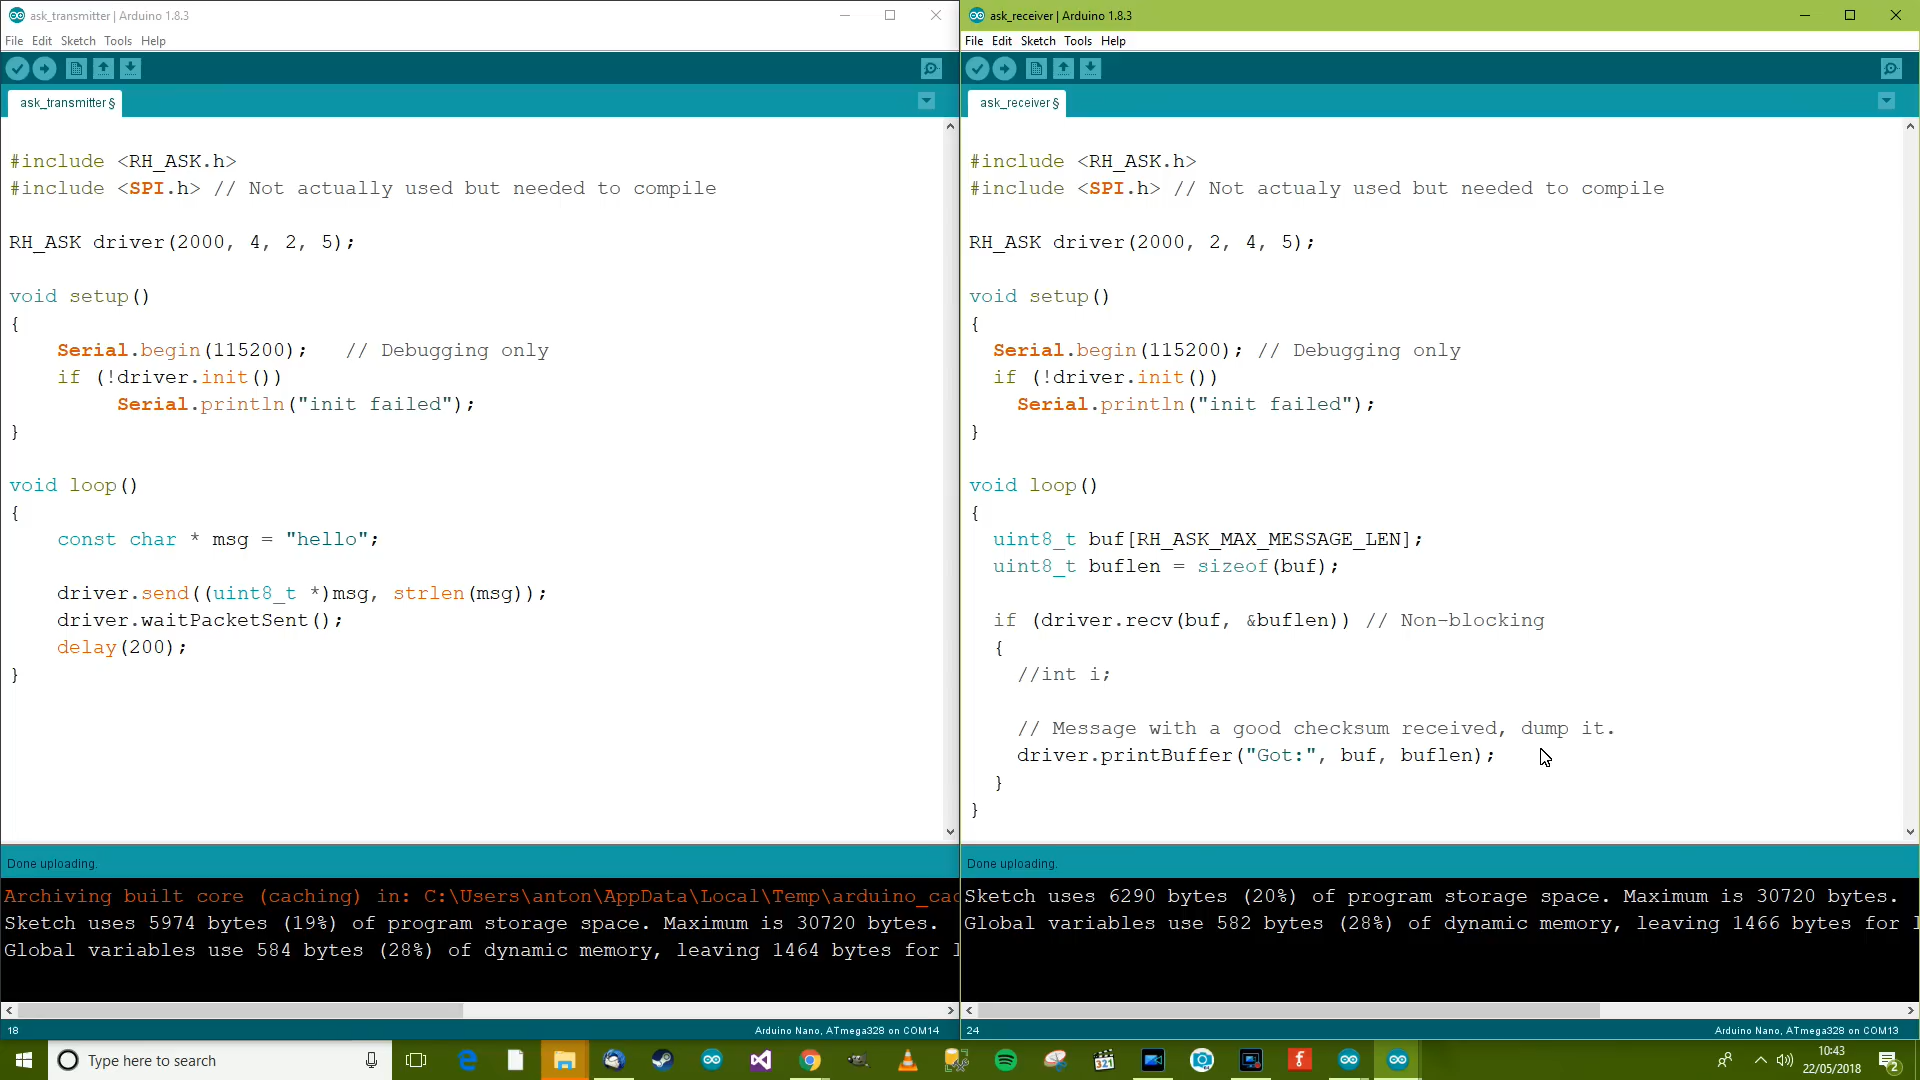 ask_transmitter | Arduino 1.8.3
File Edit Sketch Tools Help
ask_transmitter §
#include <RH_ASK.h>
#include <SPI.h> // Not actually used but needed to compile
RH_ASK driver(2000, 4, 2, 5);
void setup()
{
Serial.begin(115200); // Debugging only
if (!driver.init())
Serial.println("init failed");
}
void loop()
{
const char * msg = "hello";
driver.send((uint8_t *)msg, strlen(msg));
driver.waitPacketSent();
delay(200);
}
Done uploading.
Archiving built core (caching) in: C:\Users\anton\AppData\Local\Temp\arduino_cac
Sketch uses 5974 bytes (19%) of program storage space. Maximum is 30720 bytes.
Global variables use 584 bytes (28%) of dynamic memory, leaving 1464 bytes for l
18
Arduino Nano, ATmega328 on COM14
ask_receiver | Arduino 1.8.3
File Edit Sketch Tools Help
ask_receiver §
#include <RH_ASK.h>
#include <SPI.h> // Not actualy used but needed to compile
RH_ASK driver(2000, 2, 4, 5);
void setup()
{
Serial.begin(115200); // Debugging only
if (!driver.init())
Serial.println("init failed");
}
void loop()
{
uint8_t buf[RH_ASK_MAX_MESSAGE_LEN];
uint8_t buflen = sizeof(buf);
if (driver.recv(buf, &buflen)) // Non-blocking
{
//int i;
// Message with a good checksum received, dump it.
driver.printBuffer("Got:", buf, buflen);
}
}
Done uploading.
Sketch uses 6290 bytes (20%) of program storage space. Maximum is 30720 bytes.
Global variables use 582 bytes (28%) of dynamic memory, leaving 1466 bytes for l
24
Arduino Nano, ATmega328 on COM13
Type here to search
321
10:43
22/05/2018
2